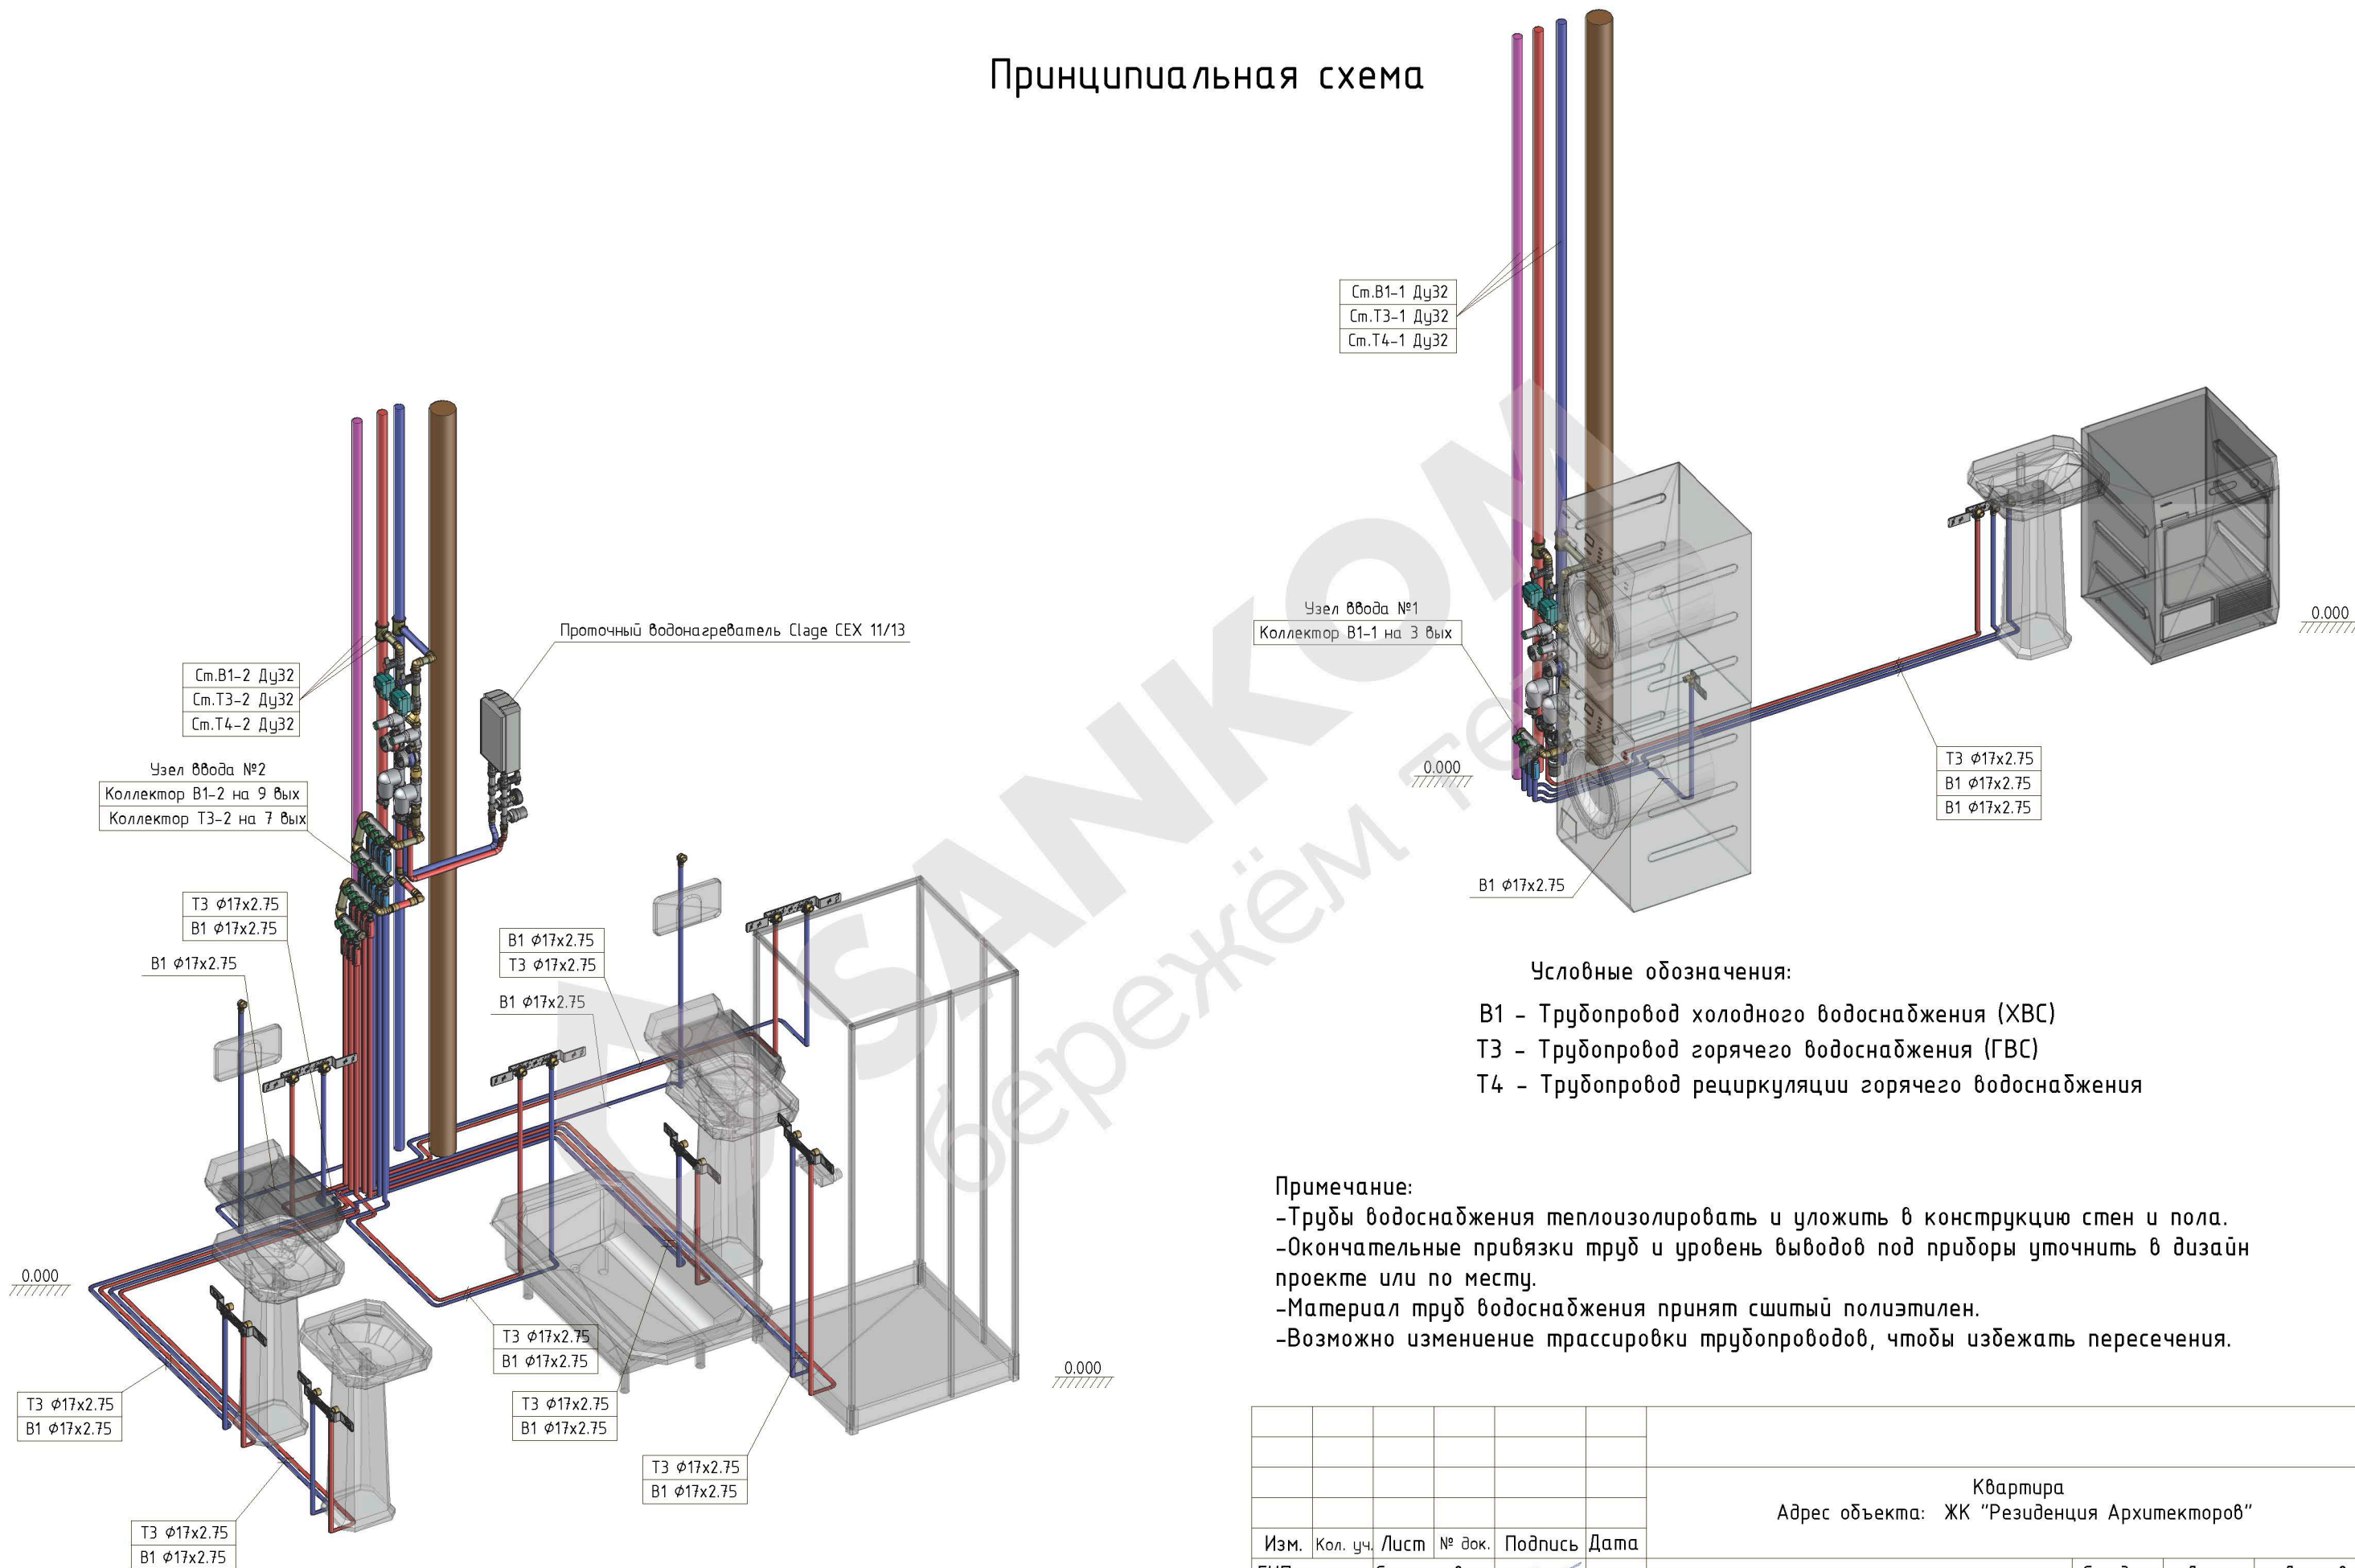 Принципиальная схема
Ст.В1-1 Ду32
Ст.Т3-1 Ду32
Ст.Т4-1 Ду32
Узел ввода №1
Коллектор В1-1 на 3 вых
0.000
0.000
Т3 Ф17х2.75
В1 Ф17х2.75
В1 Ф17х2.75
В1 Ф17х2.75
Проточный водонагреватель Clage CEX 11/13
Ст.В1-2 Ду32
Ст.Т3-2 Ду32
Ст.Т4-2 Ду32
Узел ввода №2
Коллектор В1-2 на 9 вых
Коллектор Т3-2 на 7 вых
Т3 Ф17х2.75
В1 Ф17х2.75
В1 Ф17х2.75
В1 Ф17х2.75
Т3 Ф17х2.75
В1 Ф17х2.75
0.000
Т3 Ф17х2.75
В1 Ф17х2.75
Т3 Ф17х2.75
В1 Ф17х2.75
Т3 Ф17х2.75
В1 Ф17х2.75
Т3 Ф17х2.75
В1 Ф17х2.75
Т3 Ф17х2.75
В1 Ф17х2.75
0.000
SANKOM
бережём
Условные обозначения:
В1 - Трубопровод холодного водоснабжения (ХВС)
Т3 - Трубопровод горячего водоснабжения (ГВС)
Т4 - Трубопровод рециркуляции горячего водоснабжения
Примечание:
-Трубы водоснабжения теплоизолировать и уложить в конструкцию стен и пола.
-Окончательные привязки труб и уровень выводов под приборы уточнить в дизайн
проекте или по месту.
-Материал труб водоснабжения принят сшитый полиэтилен.
-Возможно изменение трассировки трубопроводов, чтобы избежать пересечения.
Квартира
Адрес объекта: ЖК "Резиденция Архитекторов"
Изм. Кол. уч. Лист № док. Подпись Дата